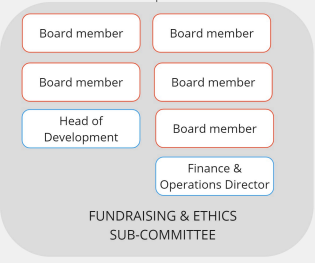 Board member
Board member
Board member
Board member
Head of
Development
Board member
Finance &
Operations Director
FUNDRAISING & ETHICS
SUB-COMMITTEE